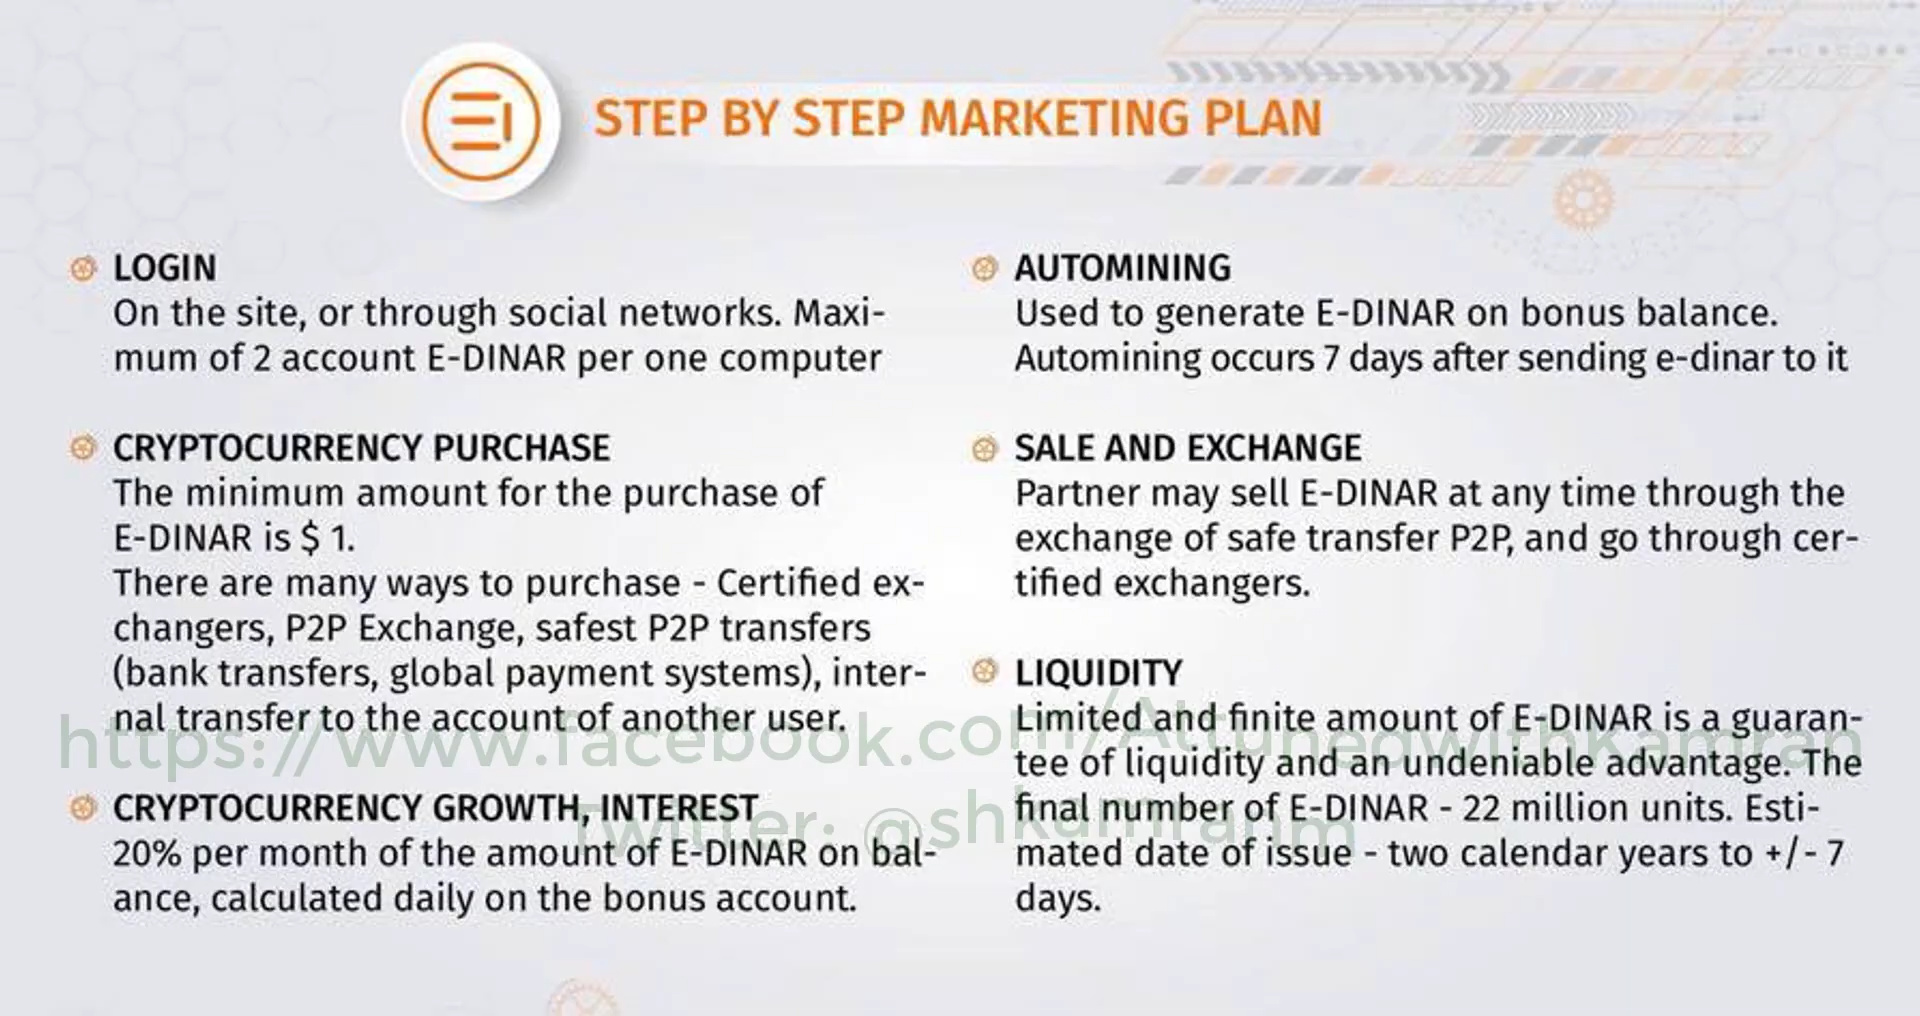 STEP BY STEP MARKETING PLAN
LOGIN
On the site, or through social networks. Maxi-
mum of 2 account E-DINAR per one computer
CRYPTOCURRENCY PURCHASE
The minimum amount for the purchase of
E-DINAR is $ 1.
There are many ways to purchase - Certified ex-
changers, P2P Exchange, safest P2P transfers
(bank transfers, global payment systems), inter-
nal transfer to the account of another user.
CRYPTOCURRENCY GROWTH, INTEREST
20% per month of the amount of E-DINAR on bal-
ance, calculated daily on the bonus account.
AUTOMINING
Used to generate E-DINAR on bonus balance.
Automining occurs 7 days after sending e-dinar to it
SALE AND EXCHANGE
Partner may sell E-DINAR at any time through the
exchange of safe transfer P2P, and go through cer-
tified exchangers.
LIQUIDITY
Limited and finite amount of E-DINAR is a guaran-
tee of liquidity and an undeniable advantage. The
final number of E-DINAR - 22 million units. Esti-
mated date of issue - two calendar years to +/- 7
days.
https://www.facebook.com/AttunedwithKamran
Twitter: @shkamranm